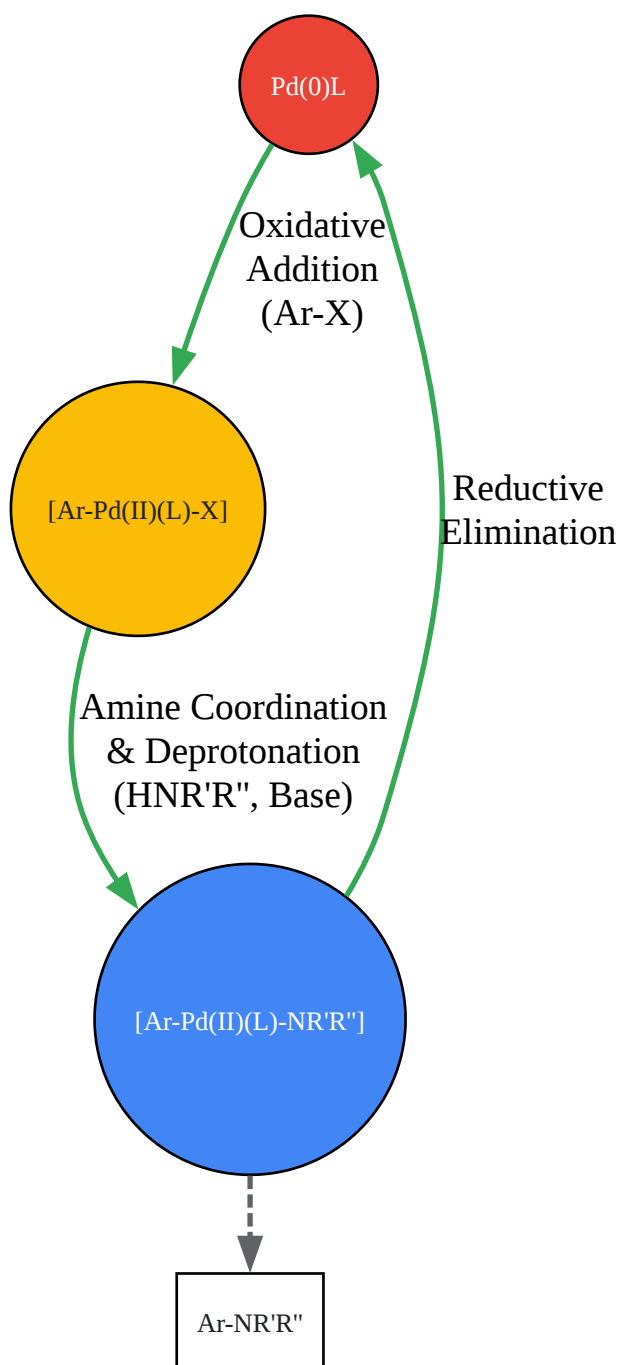 Pd(0)L
Oxidative
Addition
(Ar-X)
[Ar-Pd(II)(L)-X]
Reductive
Elimination
Amine Coordination
& Deprotonation
(HNR'R", Base)
[Ar-Pd(II)(L)-NR'R"]
Ar-NR'R"